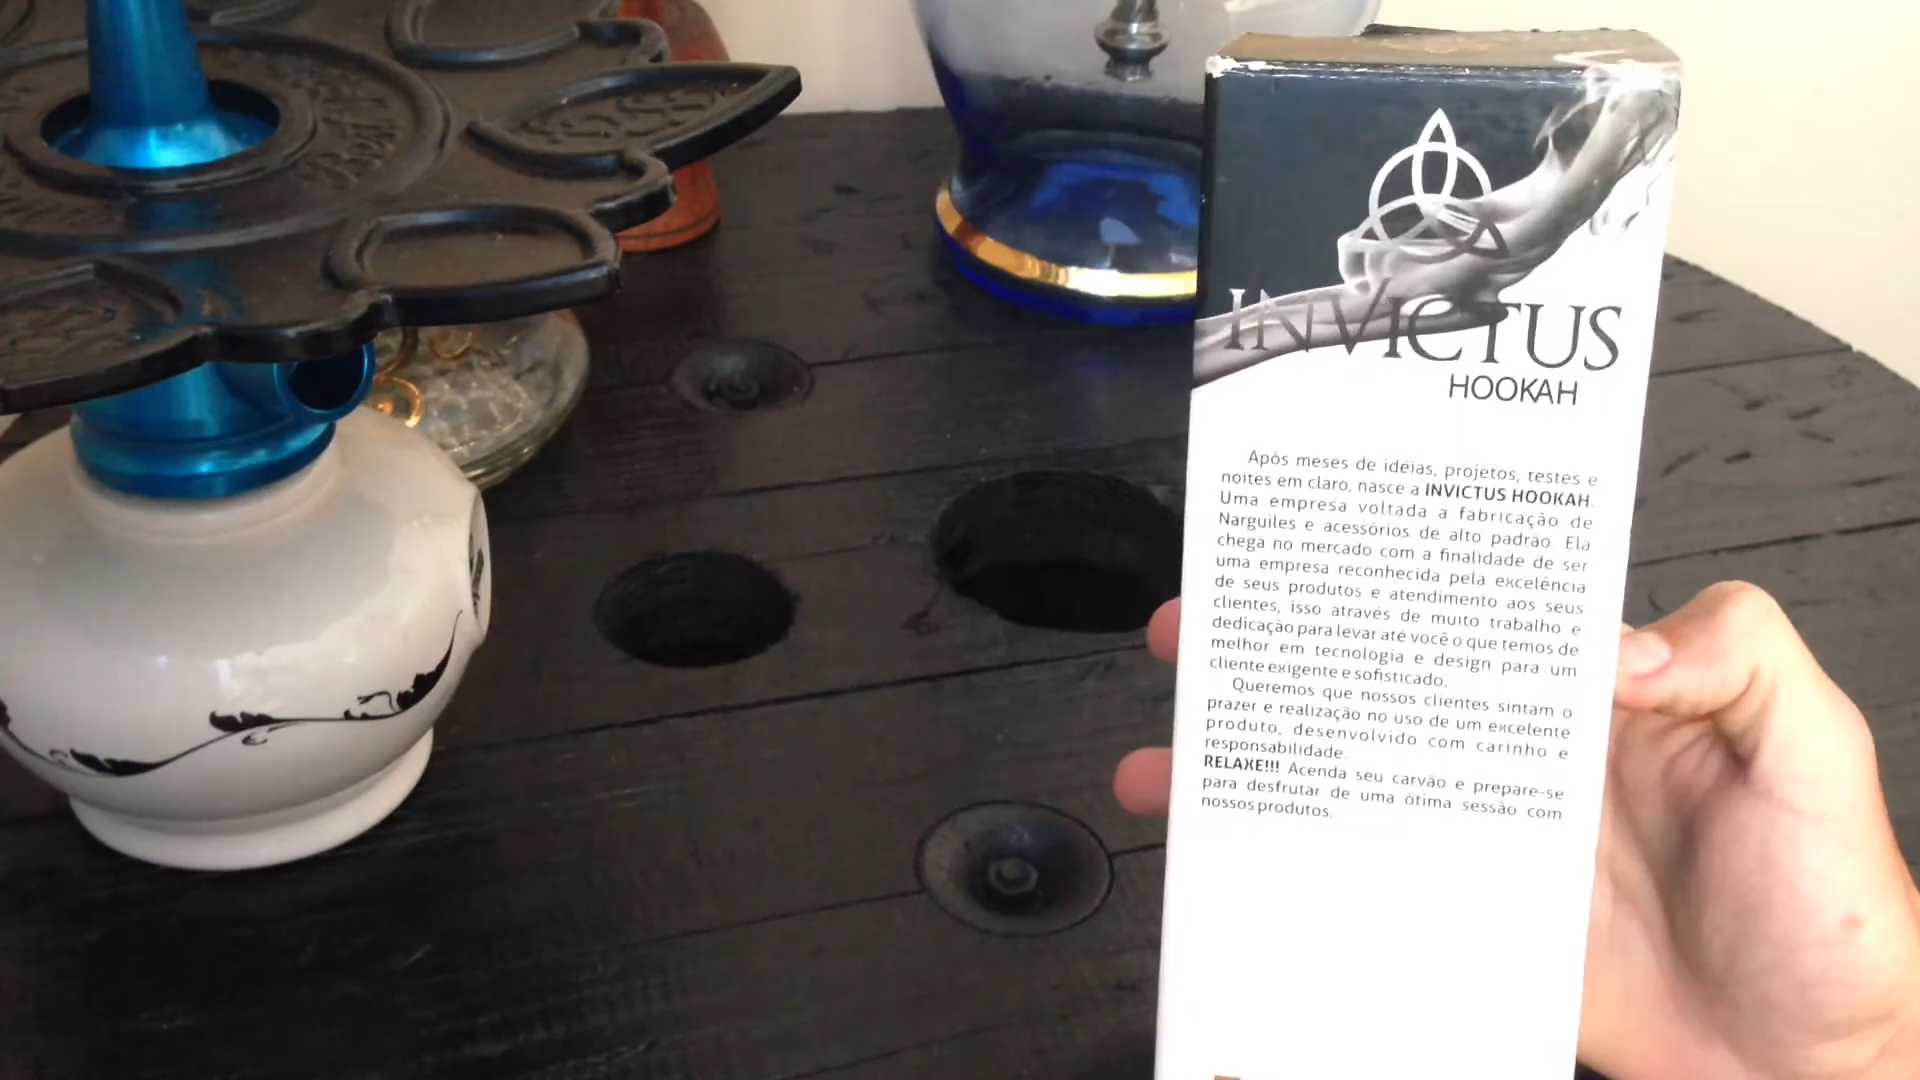 INVICTUS
HOOKAH
Após meses de idéias, projetos, testes e
noites em claro, nasce a INVICTUS HOOKAH.
Uma empresa voltada a fabricação de
Narguiles e acessórios de alto padrão. Ela
chega no mercado com a finalidade de ser
uma empresa reconhecida pela excelência
de seus produtos e atendimento aos seus
clientes, isso através de muito trabalho e
dedicação para levar até você o que temos de
melhor em tecnologia e design para um
cliente exigente e sofisticado.
Queremos que nossos clientes sintam o
prazer e realização no uso de um excelente
produto, desenvolvido com carinho e
responsabilidade.
RELAXE!!! Acenda seu carvão e prepare-se
para desfrutar de uma ótima sessão com
nossos produtos.